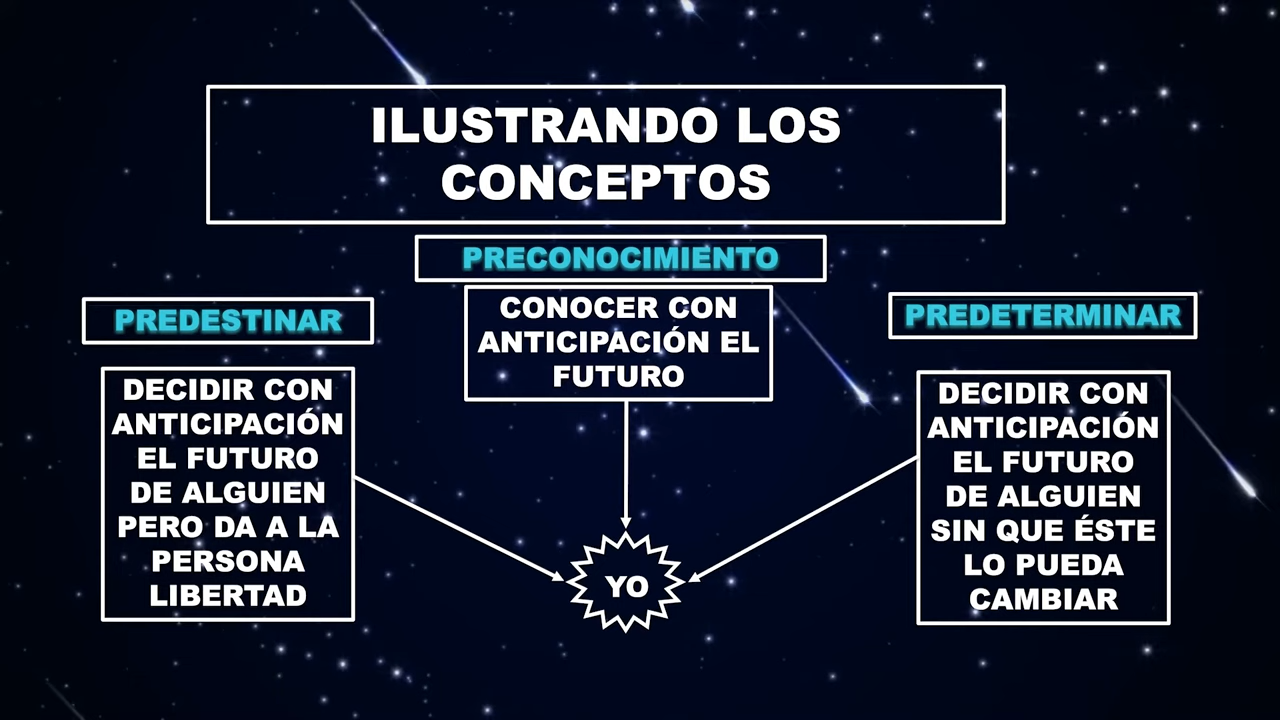 ILUSTRANDO LOS
CONCEPTOS
PRECONOCIMIENTO
CONOCER CON
ANTICIPACIÓN EL
FUTURO
PREDESTINAR
DECIDIR CON
ANTICIPACIÓN
EL FUTURO
DE ALGUIEN
PERO DA A LA
PERSONA
LIBERTAD
PREDETERMINAR
DECIDIR CON
ANTICIPACIÓN
EL FUTURO
DE ALGUIEN
SIN QUE ÉSTE
LO PUEDA
CAMBIAR
YO